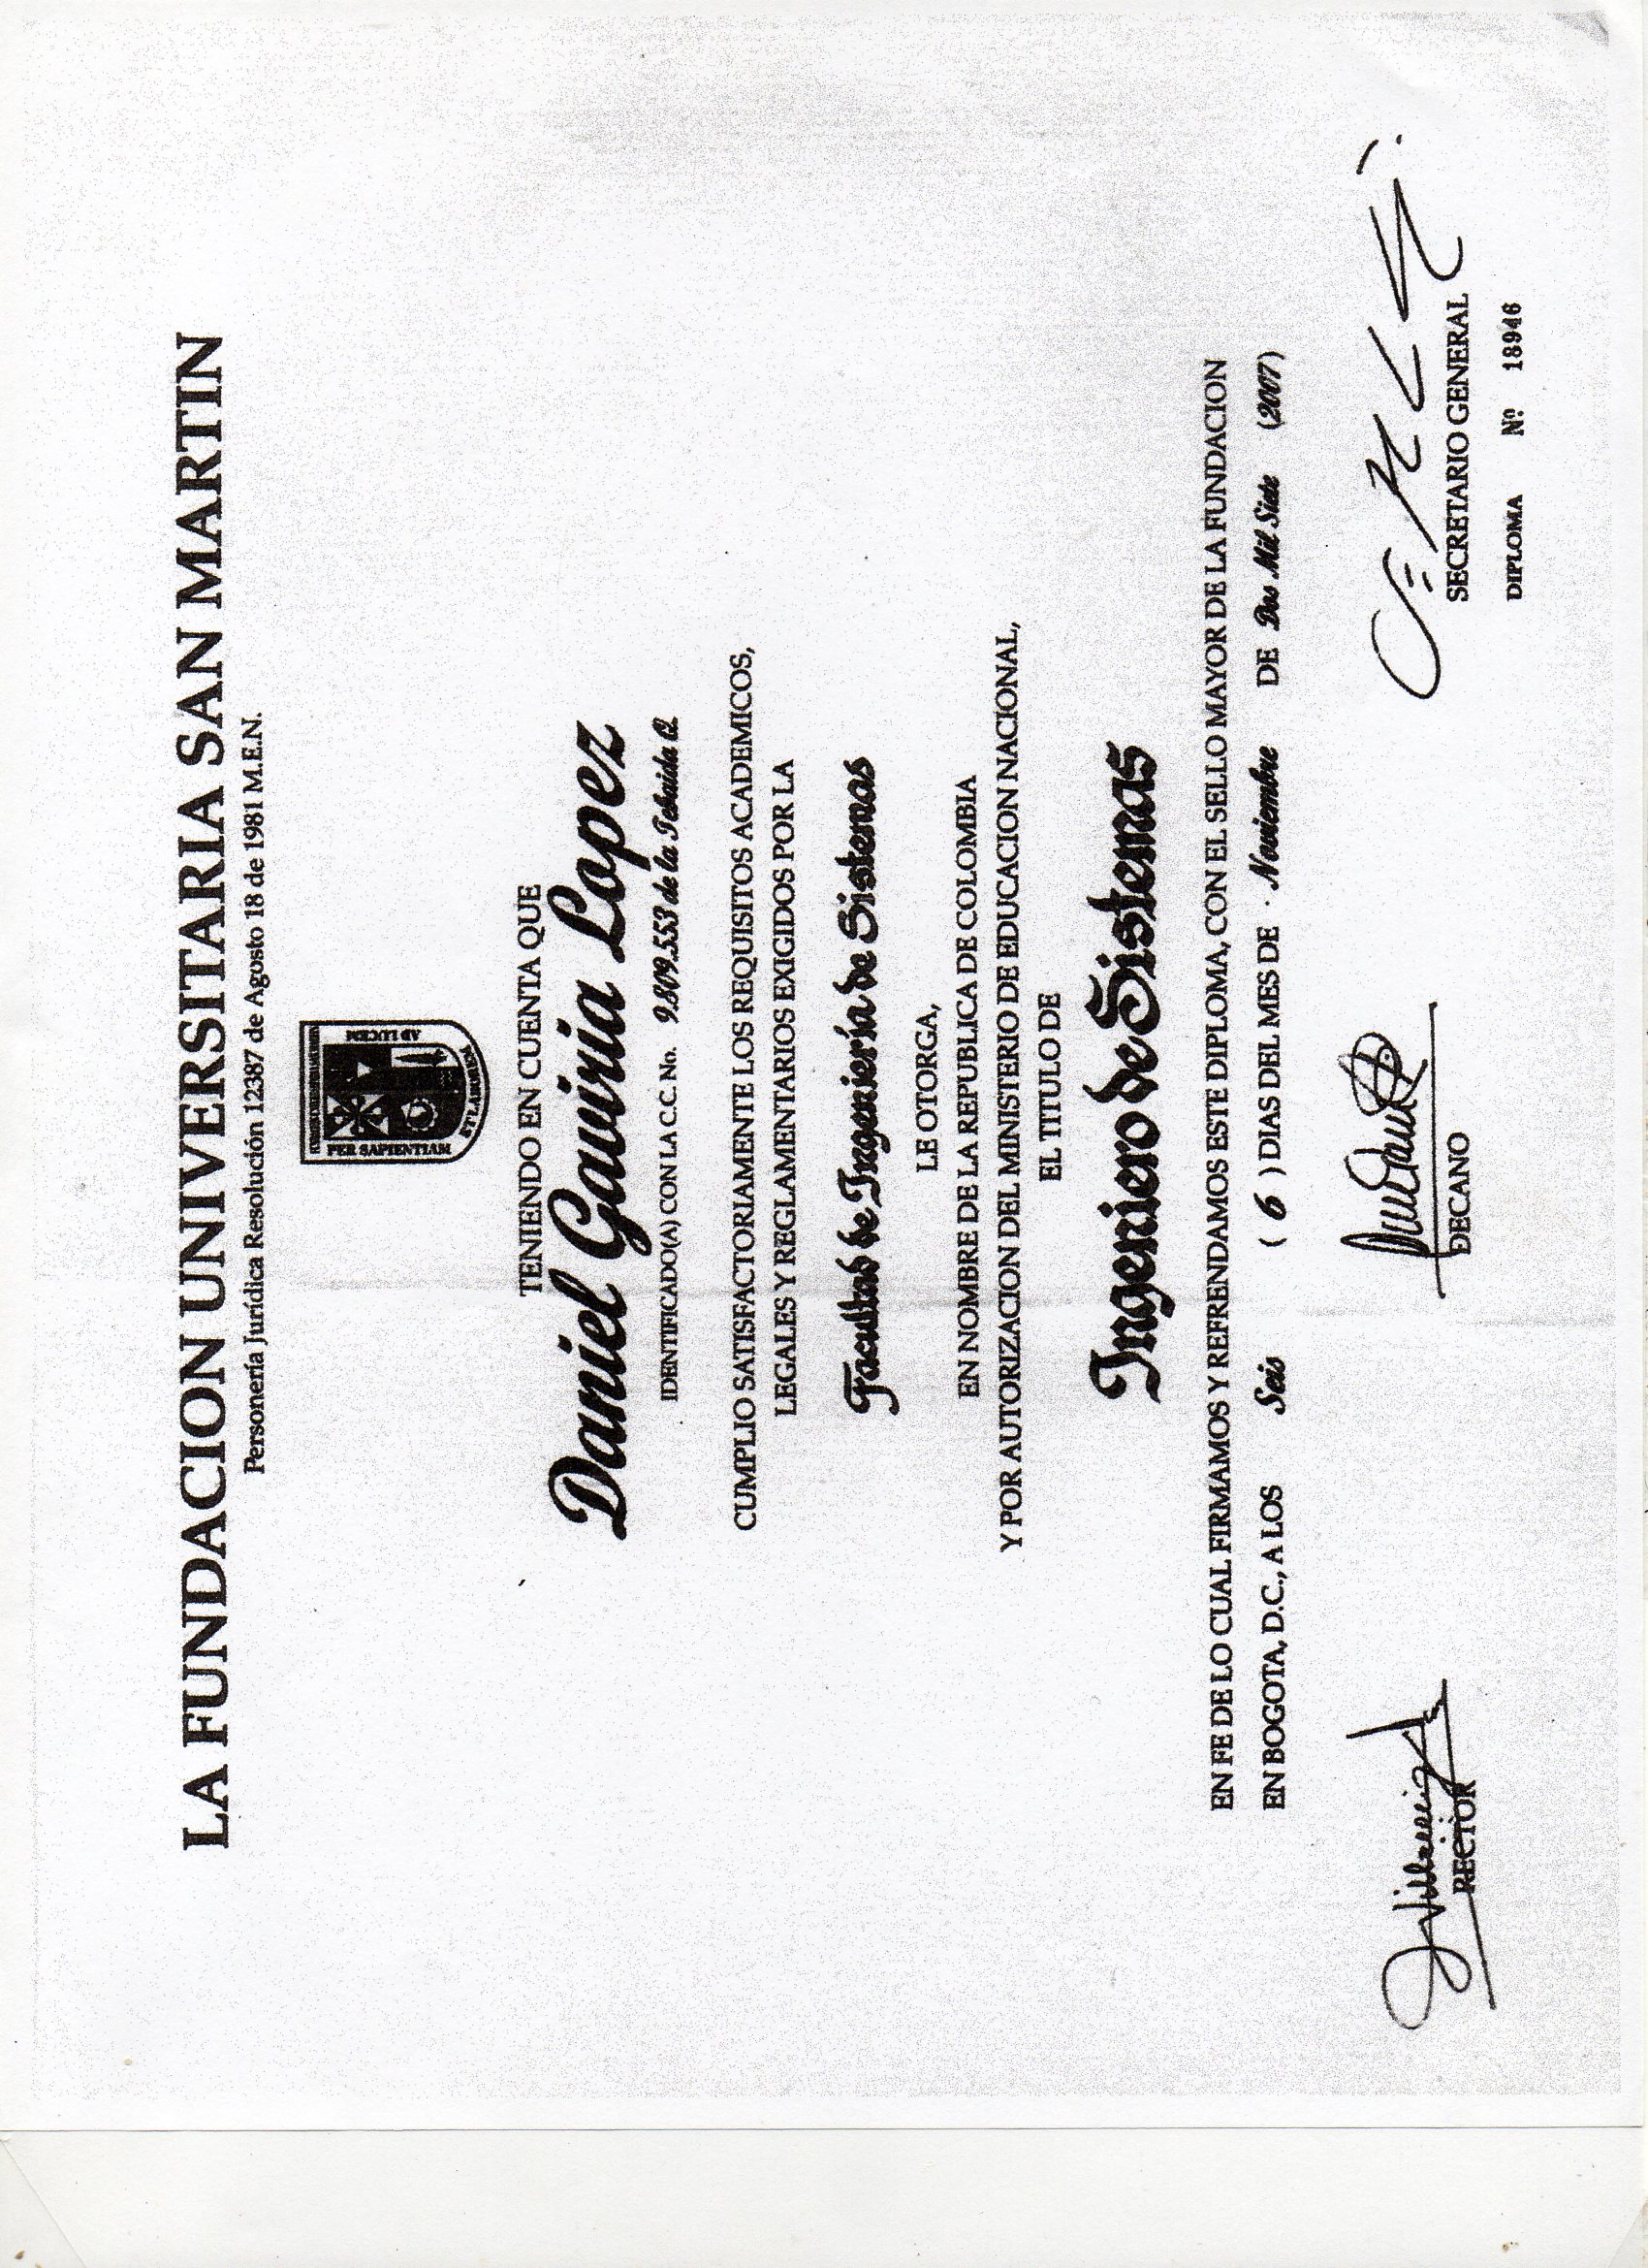 LA FUNDACION UNIVERSITARIA SAN MARTIN
Personería Jurídica Resolución 12387 de Agosto 18 de 1981 M.E.N.
PER SAPIENTIAM
AD LUCEM
ET LABOREM
TENIENDO EN CUENTA QUE
Daniel Gaviria Lopez
IDENTIFICADO(A) CON LA C.C. No. 9.809.553 de la Tebaida Q.
CUMPLIO SATISFACTORIAMENTE LOS REQUISITOS ACADEMICOS,
LEGALES Y REGLAMENTARIOS EXIGIDOS POR LA
Facultad de Ingeniería de Sistemas
LE OTORGA,
EN NOMBRE DE LA REPUBLICA DE COLOMBIA
Y POR AUTORIZACION DEL MINISTERIO DE EDUCACION NACIONAL,
EL TITULO DE
Ingeniero de Sistemas
EN FE DE LO CUAL FIRMAMOS Y REFRENDAMOS ESTE DIPLOMA, CON EL SELLO MAYOR DE LA FUNDACION
EN BOGOTA, D.C., A LOS Seis ( 6 ) DIAS DEL MES DE Noviembre DE Dos Mil Siete (2007)
RECTOR
DECANO
SECRETARIO GENERAL
DIPLOMA Nº 18946